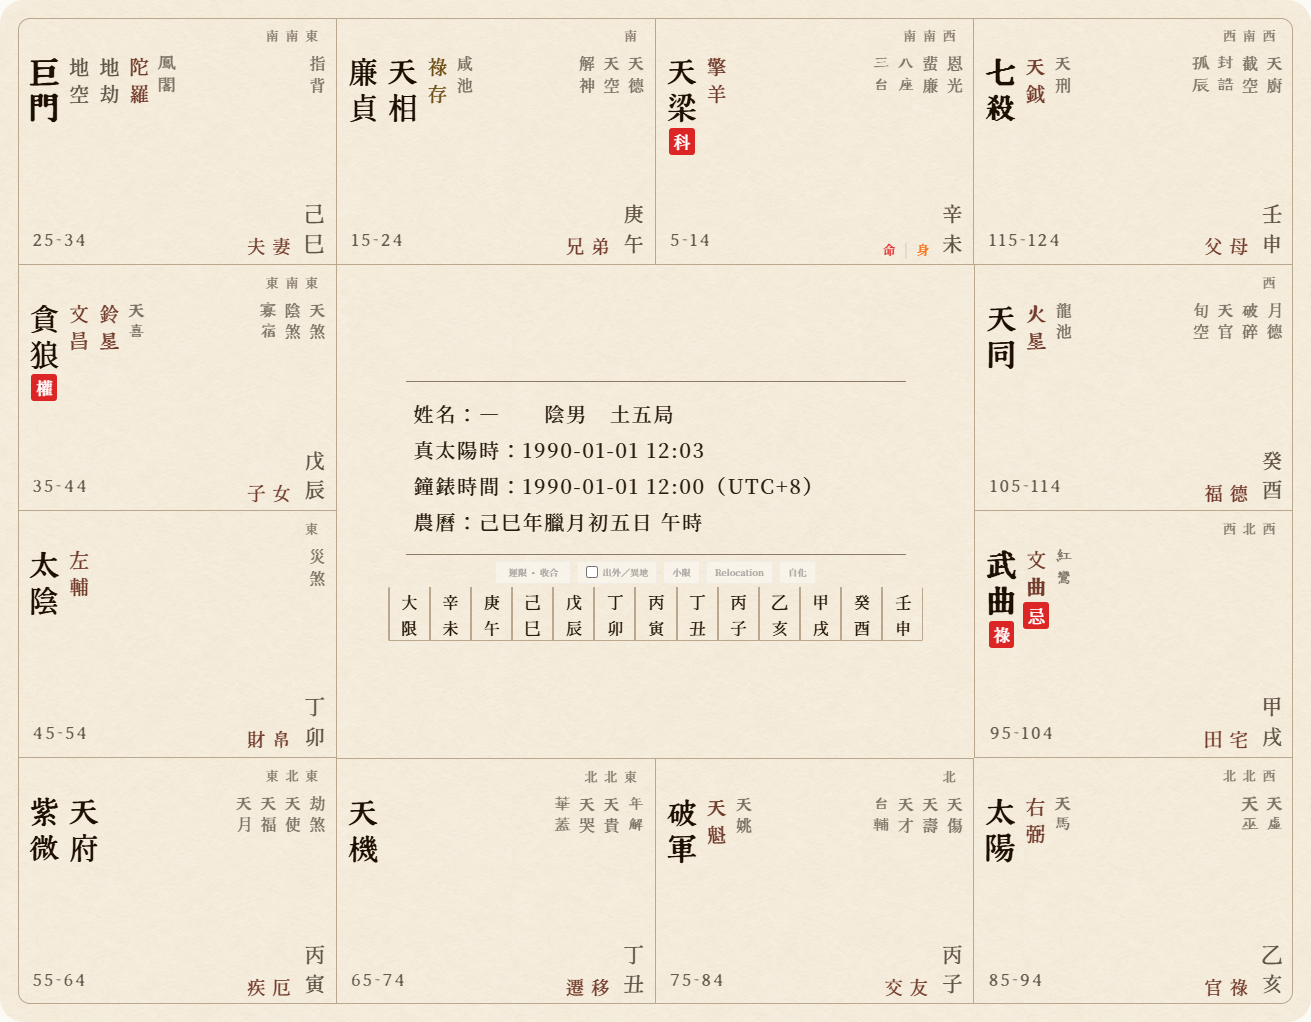 南南東
巨門
地空
地劫
陀羅
鳳閣
指背
25-34
夫妻
己巳
南
廉貞
天相
祿存
咸池
解神
天空
天德
15-24
兄弟
庚午
南南西
天梁
科
擎羊
三台
八座
蜚廉
恩光
5-14
命｜身
辛未
西南西
七殺
天鉞
天刑
孤辰
封誥
截空
天廚
115-124
父母
壬申
東南東
貪狼
權
文昌
鈴星
天喜
寡宿
陰煞
天煞
35-44
子女
戊辰
姓名：— 陰男 土五局
真太陽時：1990-01-01 12:03
鐘錶時間：1990-01-01 12:00（UTC+8）
農曆：己巳年臘月初五日 午時
運限・收合 出外／異地 小限 Relocation 自化
大限 辛未 庚午 己巳 戊辰 丁卯 丙寅 丁丑 丙子 乙亥 甲戌 癸酉 壬申
西
天同
火星
龍池
旬空
天官
破碎
月德
105-114
福德
癸酉
東
太陰
左輔
災煞
45-54
財帛
丁卯
西北西
武曲
祿
文曲
忌
紅鸞
95-104
田宅
甲戌
東北東
紫微
天府
天月
天福
天使
劫煞
55-64
疾厄
丙寅
北北東
天機
華蓋
天哭
天貴
年解
65-74
遷移
丁丑
北
破軍
天魁
天姚
台輔
天才
天壽
天傷
75-84
交友
丙子
北北西
太陽
右弼
天馬
天巫
天虛
85-94
官祿
乙亥